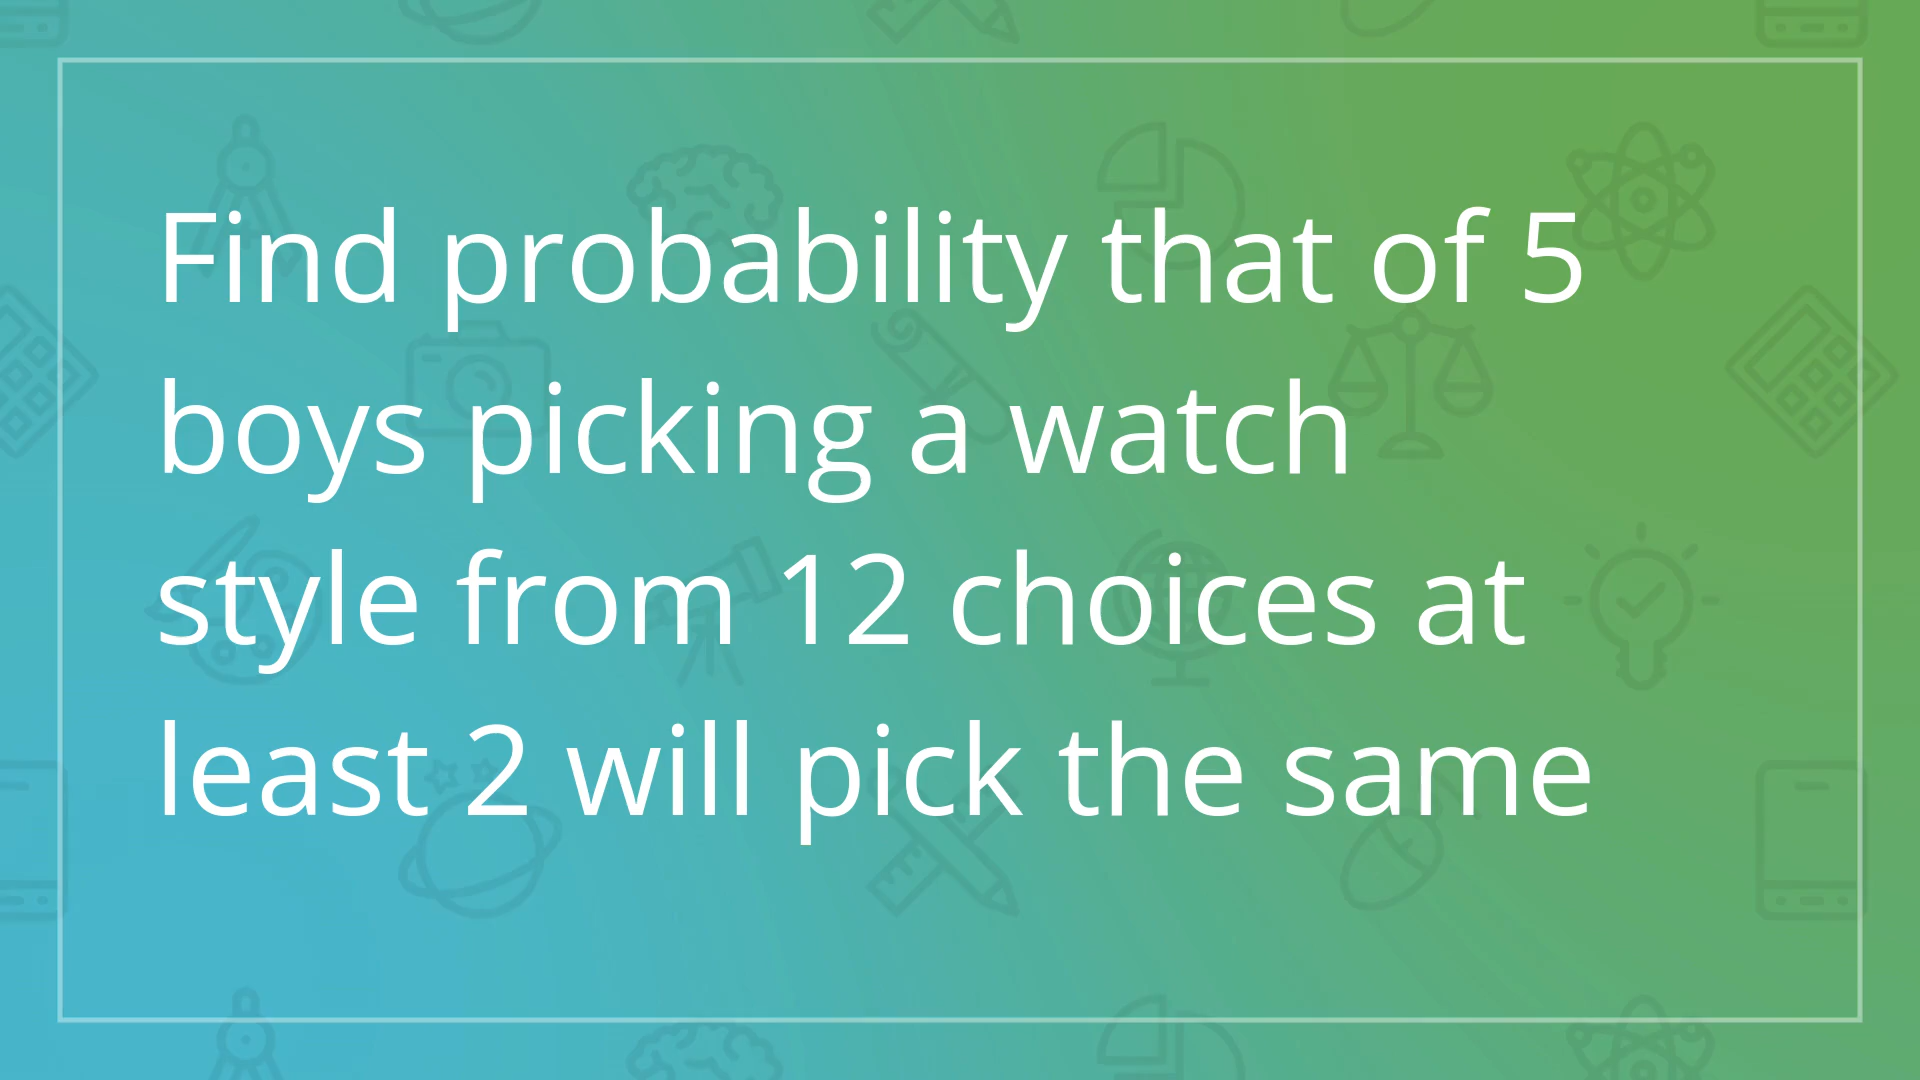 Find probability that of 5
boys picking a watch
style from 12 choices at
least 2 will pick the same